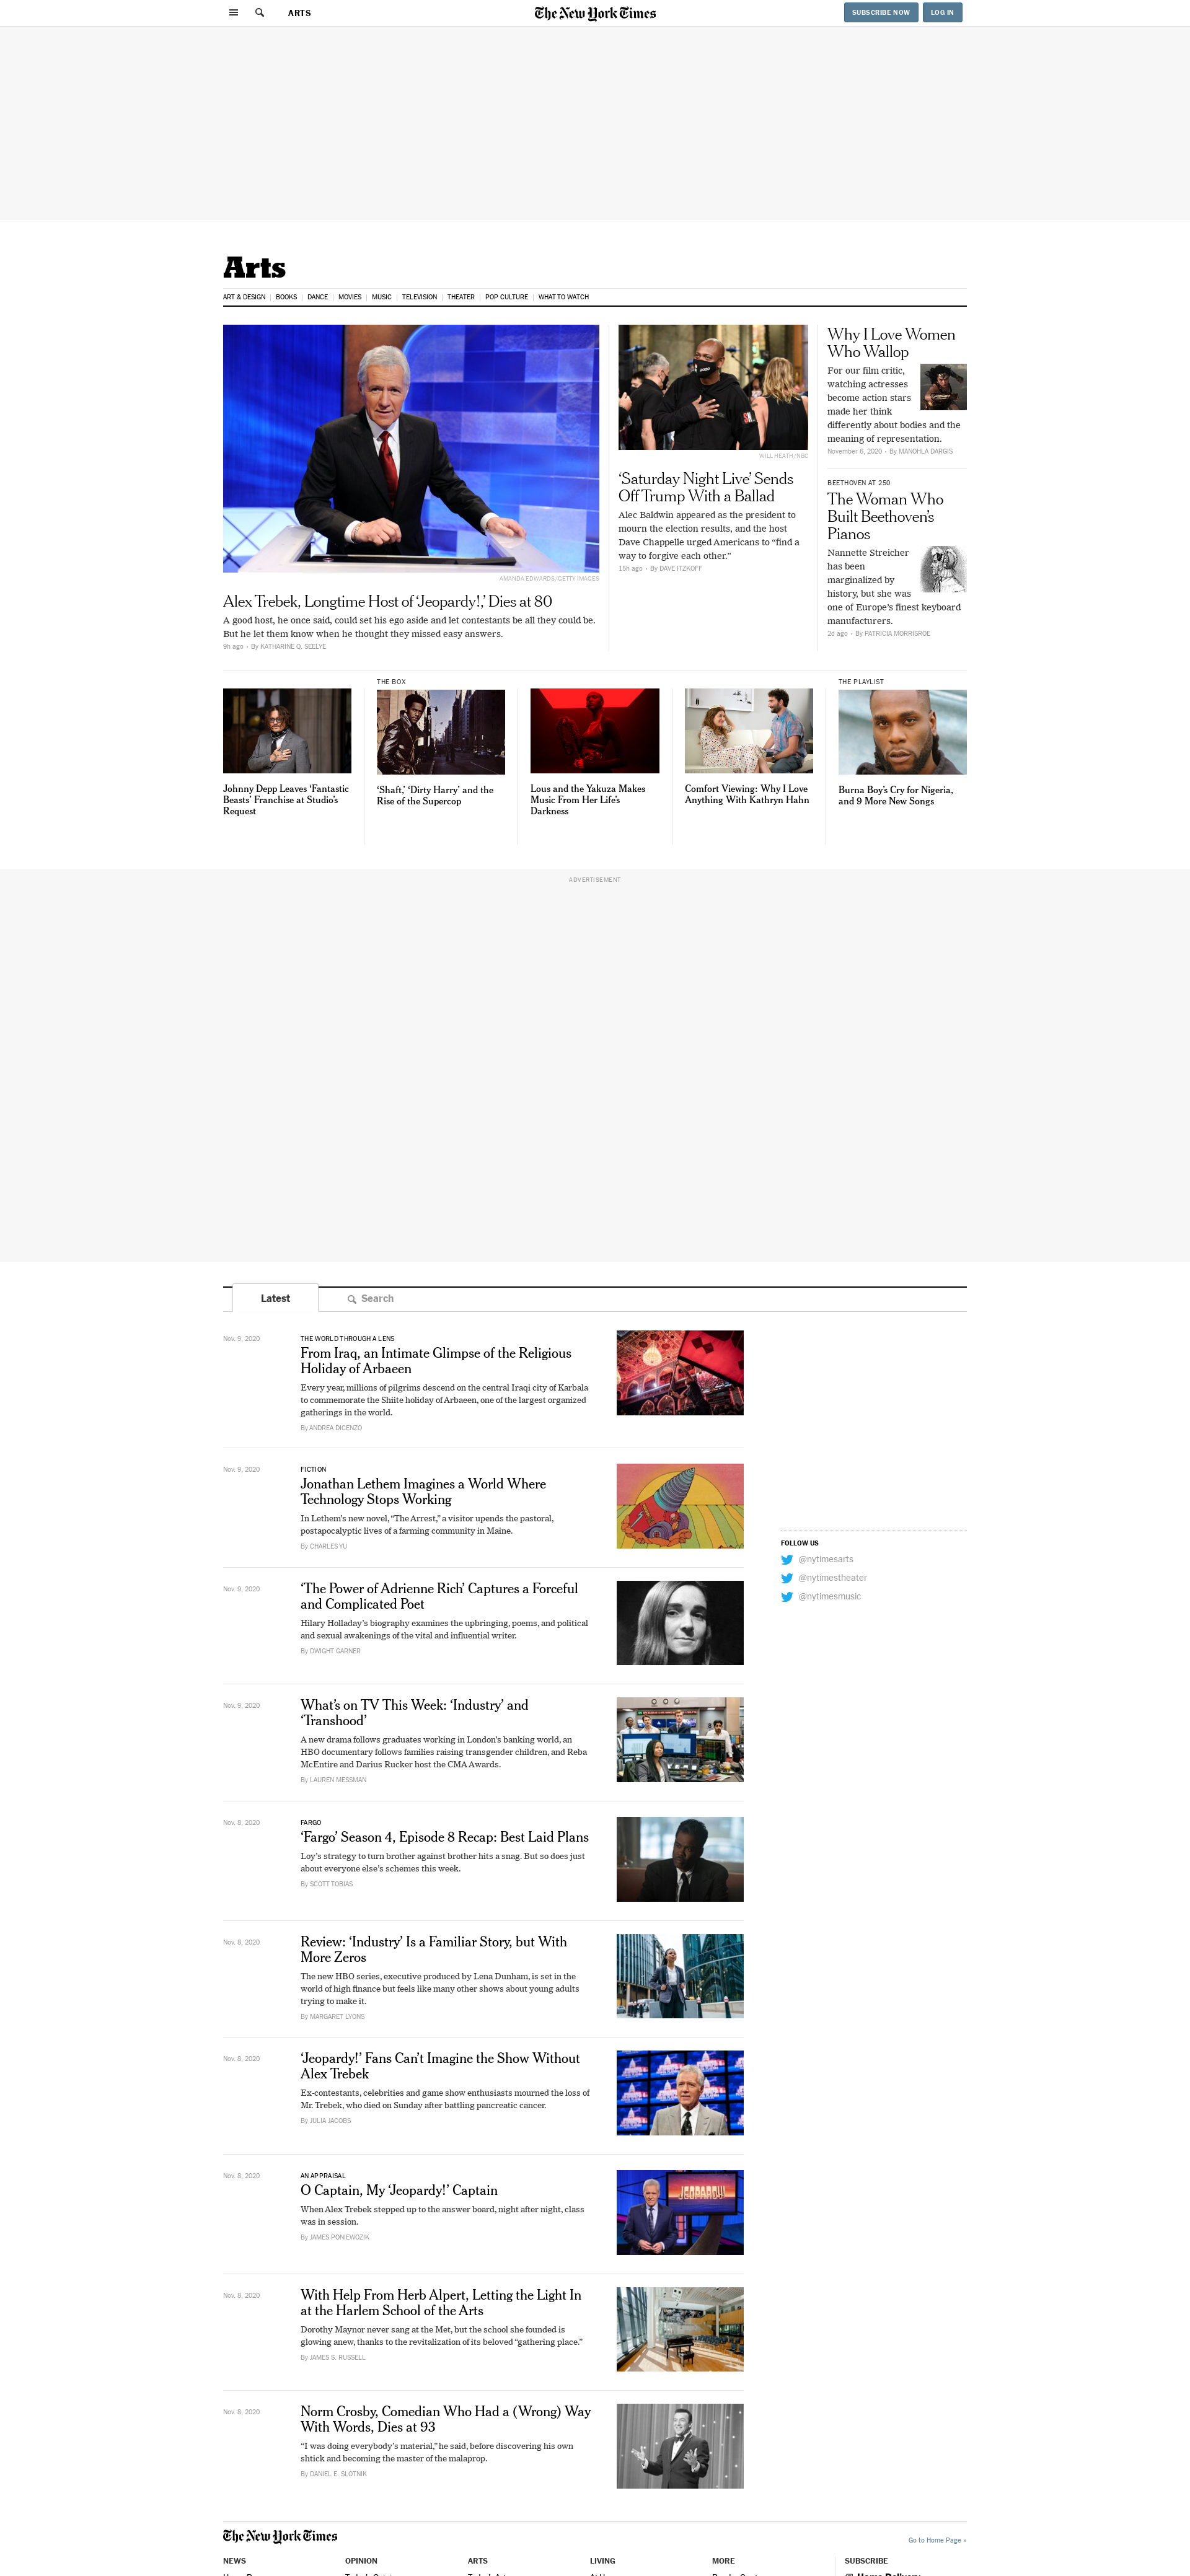 ARTS
The New York Times
SUBSCRIBE NOW
LOG IN
Arts
ART & DESIGN
BOOKS
DANCE
MOVIES
MUSIC
TELEVISION
THEATER
POP CULTURE
WHAT TO WATCH
AMANDA EDWARDS/GETTY IMAGES
Alex Trebek, Longtime Host of ‘Jeopardy!,’ Dies at 80
A good host, he once said, could set his ego aside and let contestants be all they could be.
But he let them know when he thought they missed easy answers.
9h ago • By KATHARINE Q. SEELYE
WILL HEATH/NBC
‘Saturday Night Live’ Sends
Off Trump With a Ballad
Alec Baldwin appeared as the president to
mourn the election results, and the host
Dave Chappelle urged Americans to “find a
way to forgive each other.”
15h ago • By DAVE ITZKOFF
Why I Love Women
Who Wallop
For our film critic,
watching actresses
become action stars
made her think
differently about bodies and the
meaning of representation.
November 6, 2020 • By MANOHLA DARGIS
BEETHOVEN AT 250
The Woman Who
Built Beethoven’s
Pianos
Nannette Streicher
has been
marginalized by
history, but she was
one of Europe’s finest keyboard
manufacturers.
2d ago • By PATRICIA MORRISROE
Johnny Depp Leaves ‘Fantastic
Beasts’ Franchise at Studio’s
Request
THE BOX
‘Shaft,’ ‘Dirty Harry’ and the
Rise of the Supercop
Lous and the Yakuza Makes
Music From Her Life’s
Darkness
Comfort Viewing: Why I Love
Anything With Kathryn Hahn
THE PLAYLIST
Burna Boy’s Cry for Nigeria,
and 9 More New Songs
ADVERTISEMENT
Latest
Search
Nov. 9, 2020
THE WORLD THROUGH A LENS
From Iraq, an Intimate Glimpse of the Religious
Holiday of Arbaeen
Every year, millions of pilgrims descend on the central Iraqi city of Karbala
to commemorate the Shiite holiday of Arbaeen, one of the largest organized
gatherings in the world.
By ANDREA DICENZO
Nov. 9, 2020
FICTION
Jonathan Lethem Imagines a World Where
Technology Stops Working
In Lethem’s new novel, “The Arrest,” a visitor upends the pastoral,
postapocalyptic lives of a farming community in Maine.
By CHARLES YU
FOLLOW US
@nytimesarts
@nytimestheater
@nytimesmusic
Nov. 9, 2020
‘The Power of Adrienne Rich’ Captures a Forceful
and Complicated Poet
Hilary Holladay’s biography examines the upbringing, poems, and political
and sexual awakenings of the vital and influential writer.
By DWIGHT GARNER
Nov. 9, 2020
What’s on TV This Week: ‘Industry’ and
‘Transhood’
A new drama follows graduates working in London’s banking world, an
HBO documentary follows families raising transgender children, and Reba
McEntire and Darius Rucker host the CMA Awards.
By LAUREN MESSMAN
Nov. 8, 2020
FARGO
‘Fargo’ Season 4, Episode 8 Recap: Best Laid Plans
Loy’s strategy to turn brother against brother hits a snag. But so does just
about everyone else’s schemes this week.
By SCOTT TOBIAS
Nov. 8, 2020
Review: ‘Industry’ Is a Familiar Story, but With
More Zeros
The new HBO series, executive produced by Lena Dunham, is set in the
world of high finance but feels like many other shows about young adults
trying to make it.
By MARGARET LYONS
Nov. 8, 2020
‘Jeopardy!’ Fans Can’t Imagine the Show Without
Alex Trebek
Ex-contestants, celebrities and game show enthusiasts mourned the loss of
Mr. Trebek, who died on Sunday after battling pancreatic cancer.
By JULIA JACOBS
Nov. 8, 2020
AN APPRAISAL
O Captain, My ‘Jeopardy!’ Captain
When Alex Trebek stepped up to the answer board, night after night, class
was in session.
By JAMES PONIEWOZIK
JEOPARDY!
Nov. 8, 2020
With Help From Herb Alpert, Letting the Light In
at the Harlem School of the Arts
Dorothy Maynor never sang at the Met, but the school she founded is
glowing anew, thanks to the revitalization of its beloved “gathering place.”
By JAMES S. RUSSELL
Nov. 8, 2020
Norm Crosby, Comedian Who Had a (Wrong) Way
With Words, Dies at 93
“I was doing everybody’s material,” he said, before discovering his own
shtick and becoming the master of the malaprop.
By DANIEL E. SLOTNIK
The New York Times
Go to Home Page »
NEWS
OPINION
ARTS
LIVING
MORE
SUBSCRIBE